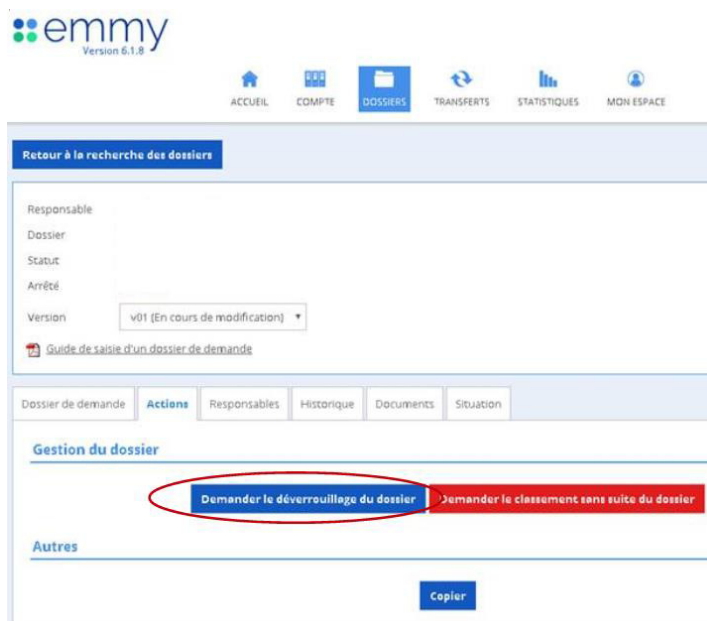 emmy
Version 6.1.8
ACCUEIL COMPTE DOSSIERS TRANSFERTS STATISTIQUES MON ESPACE
Retour à la recherche des dossiers
Responsable
Dossier
Statut
Arrêté
Version v01 (En cours de modification)
Guide de saisie d'un dossier de demande
Dossier de demande Actions Responsables Historique Documents Situation
Gestion du dossier
Demander le déverrouillage du dossier Demander le classement sans suite du dossier
Autres
Copier